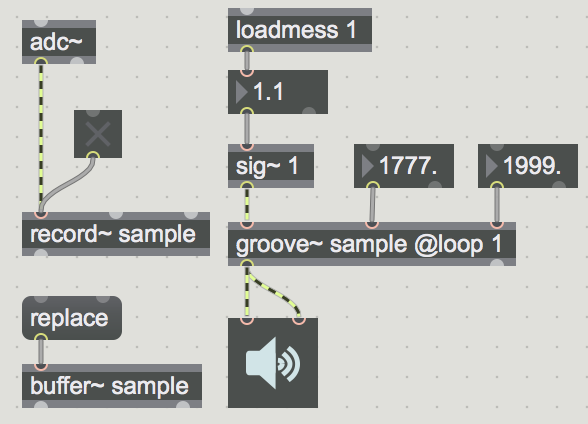 adc~
loadmess 1
1.1
sig~ 1
1777.
1999.
record~ sample
groove~ sample @loop 1
replace
buffer~ sample